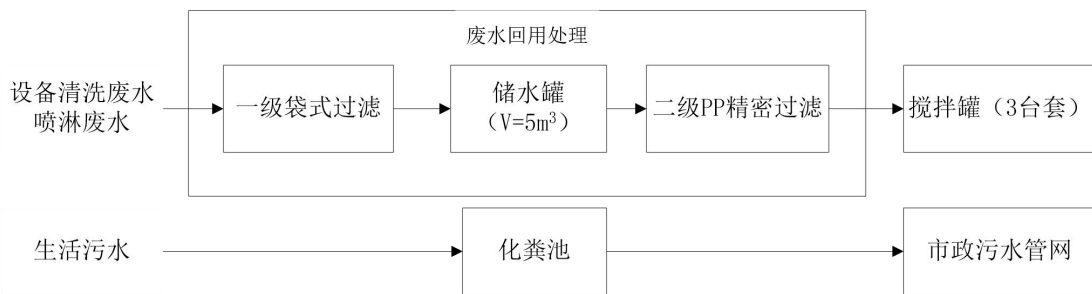 废水回用处理
设备清洗废水
喷淋废水
一级袋式过滤
储水罐
（V=5m³）
二级PP精密过滤
搅拌罐（3台套）
生活污水
化粪池
市政污水管网